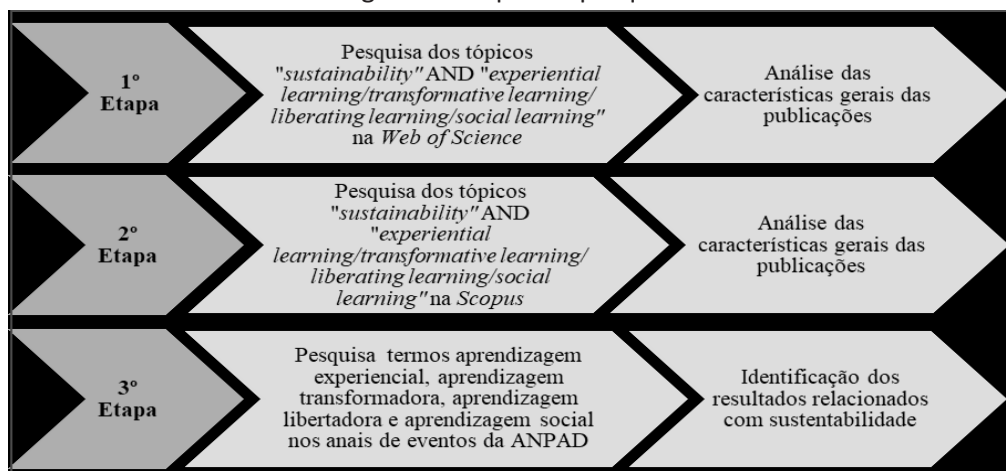 1º
Etapa
Pesquisa dos tópicos
"sustainability" AND "experiential
learning/transformative learning/
liberating learning/social learning"
na Web of Science
Análise das
características gerais das
publicações
2º
Etapa
Pesquisa dos tópicos
"sustainability" AND
"experiential
learning/transformative learning/
liberating learning/social
learning" na Scopus
Análise das
características gerais das
publicações
3º
Etapa
Pesquisa termos aprendizagem
experiencial, aprendizagem
transformadora, aprendizagem
libertadora e aprendizagem social
nos anais de eventos da ANPAD
Identificação dos
resultados relacionados
com sustentabilidade